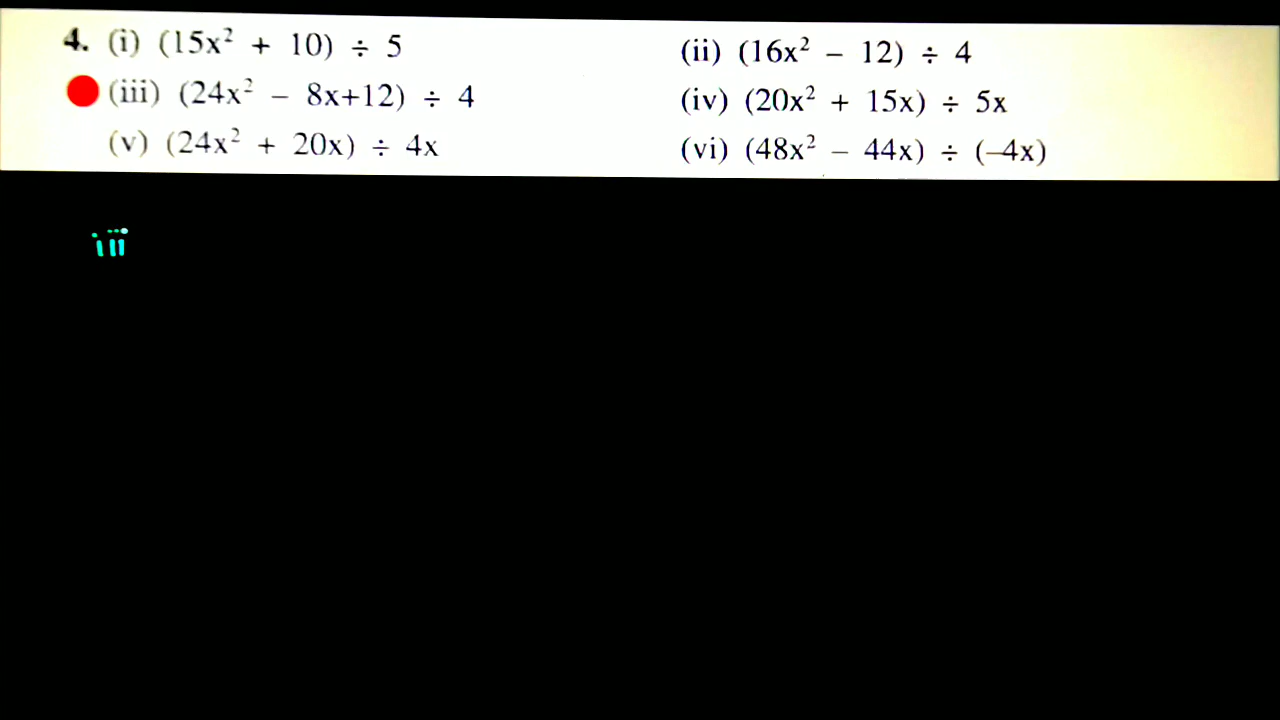 4. (i) (15x² + 10) ÷ 5 (ii) (16x² – 12) ÷ 4
(iii) (24x² – 8x+12) ÷ 4 (iv) (20x² + 15x) ÷ 5x
(v) (24x² + 20x) ÷ 4x (vi) (48x² – 44x) ÷ (–4x)
iii